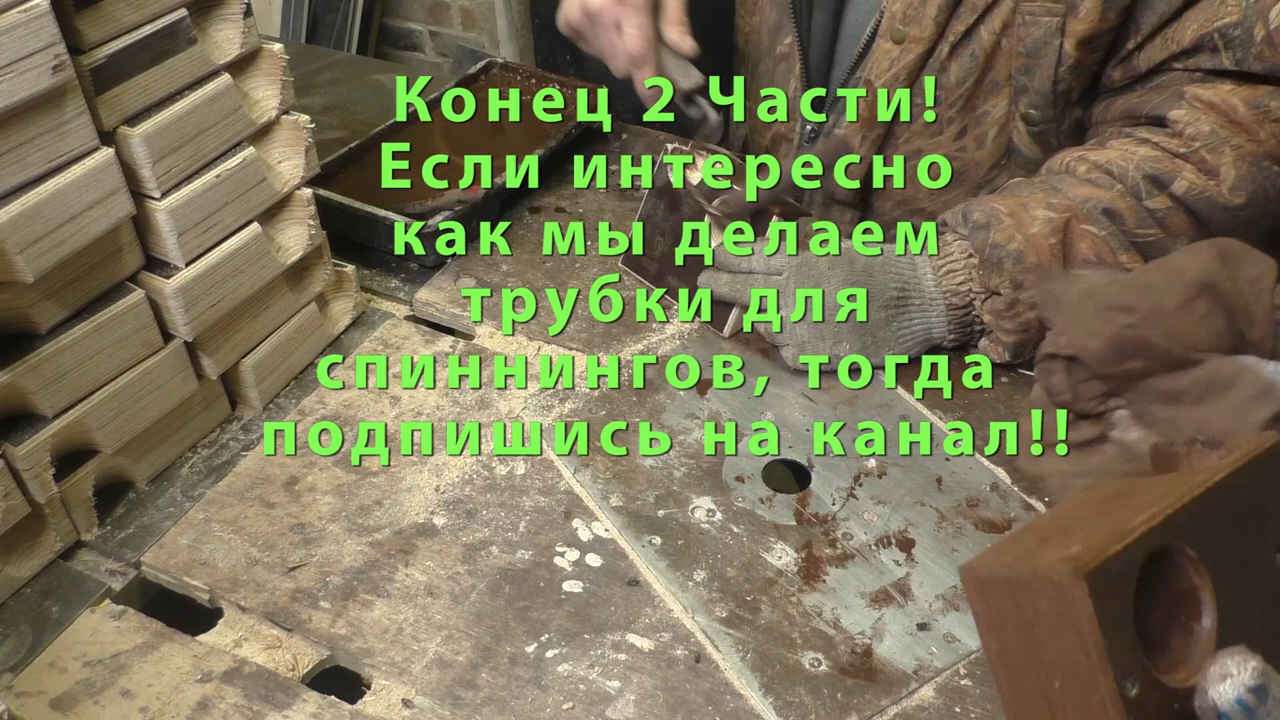 Конец 2 Части!
Если интересно
как мы делаем
трубки для
спиннингов, тогда
подпишись на канал!!